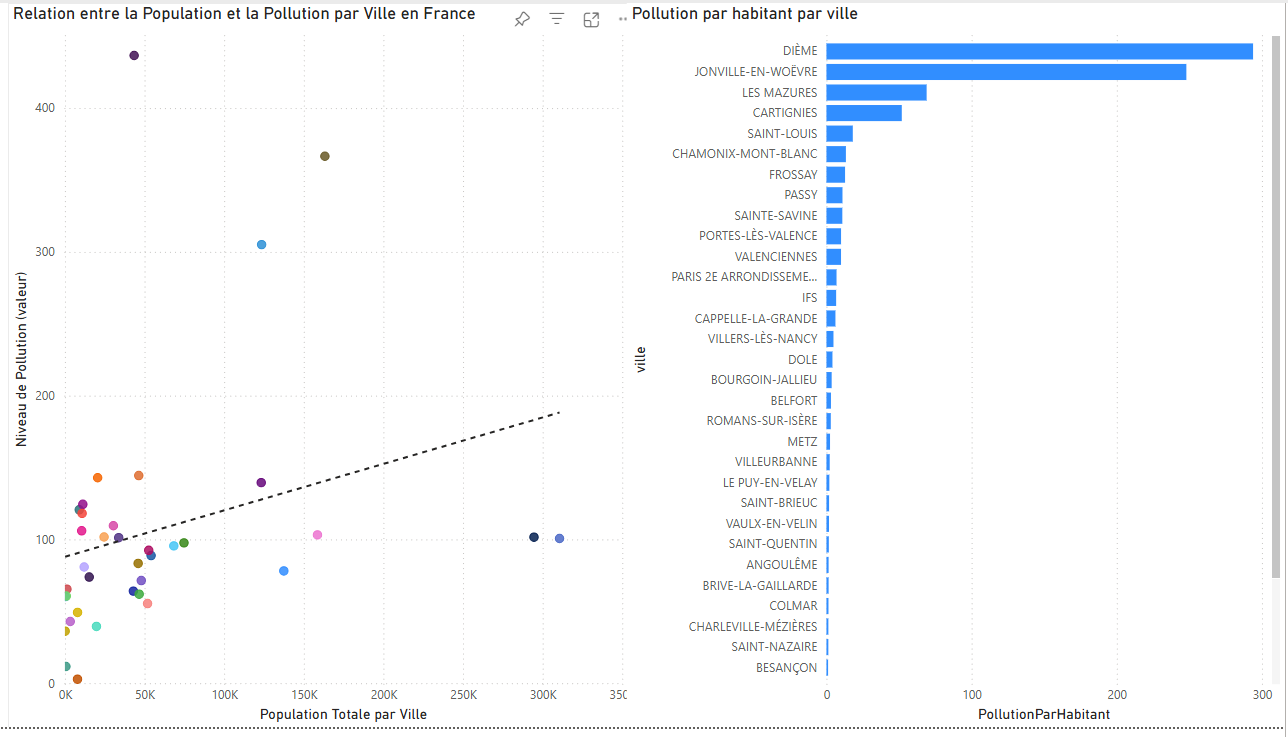 Relation entre la Population et la Pollution par Ville en France
Niveau de Pollution (valeur)
400
300
200
100
0
0K
50K
100K
150K
200K
250K
300K
Population Totale par Ville
Pollution par habitant par ville
ville
DIÈME
JONVILLE-EN-WOËVRE
LES MAZURES
CARTIGNIES
SAINT-LOUIS
CHAMONIX-MONT-BLANC
FROSSAY
PASSY
SAINTE-SAVINE
PORTES-LÈS-VALENCE
VALENCIENNES
PARIS 2E ARRONDISSEME...
IFS
CAPPELLE-LA-GRANDE
VILLERS-LÈS-NANCY
DOLE
BOURGOIN-JALLIEU
BELFORT
ROMANS-SUR-ISÈRE
METZ
VILLEURBANNE
LE PUY-EN-VELAY
SAINT-BRIEUC
VAULX-EN-VELIN
SAINT-QUENTIN
ANGOULÊME
BRIVE-LA-GAILLARDE
COLMAR
CHARLEVILLE-MÉZIÈRES
SAINT-NAZAIRE
BESANÇON
0
100
200
300
PollutionParHabitant